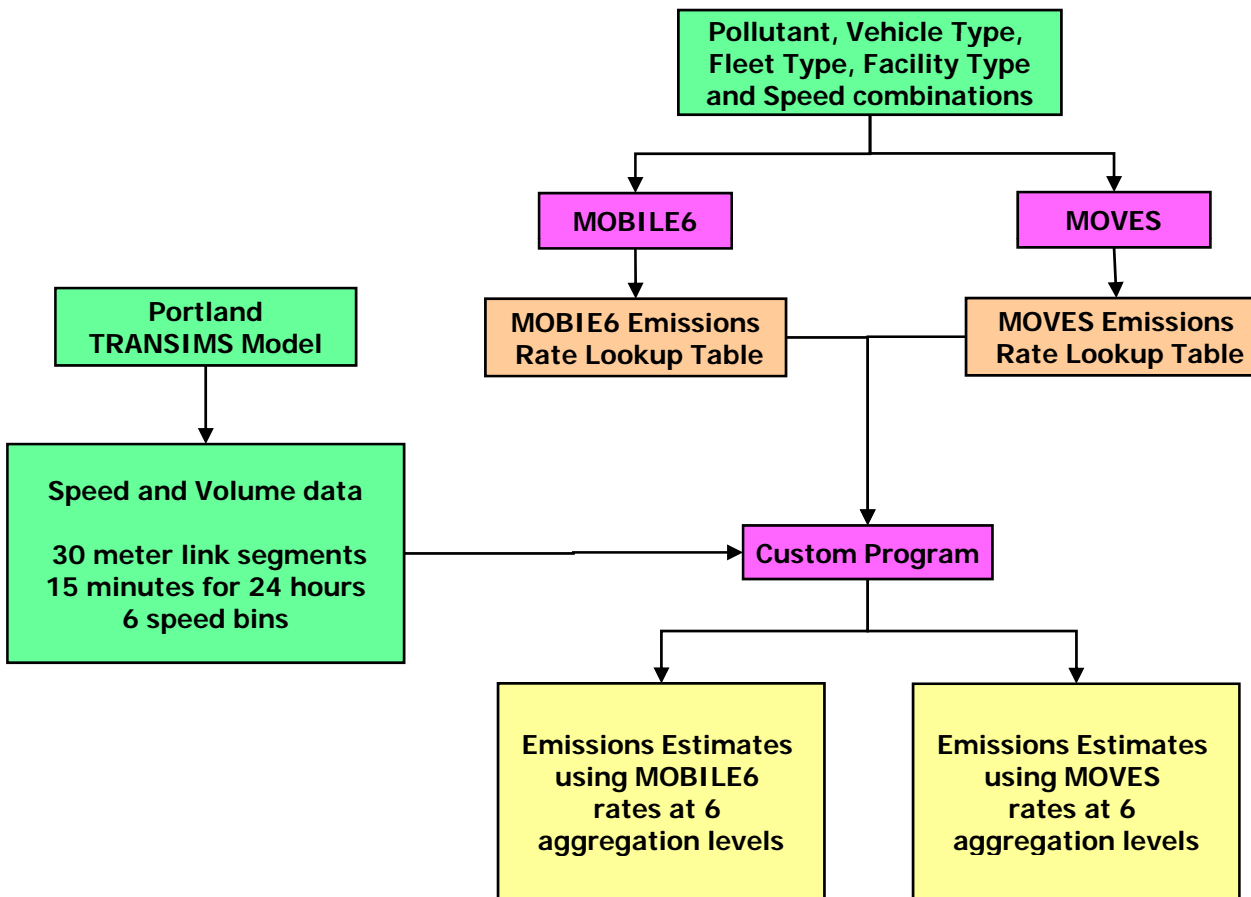 Pollutant, Vehicle Type,
Fleet Type, Facility Type
and Speed combinations
MOBILE6
MOVES
Portland
TRANSIMS Model
MOBIE6 Emissions
Rate Lookup Table
MOVES Emissions
Rate Lookup Table
Speed and Volume data
30 meter link segments
15 minutes for 24 hours
6 speed bins
Custom Program
Emissions Estimates
using MOBILE6
rates at 6
aggregation levels
Emissions Estimates
using MOVES
rates at 6
aggregation levels